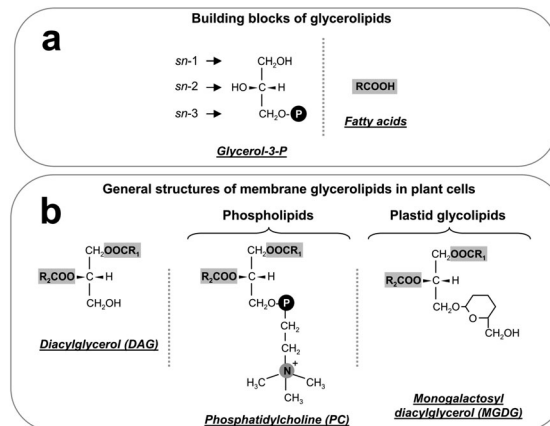 Building blocks of glycerolipids
a
sn-1 CH₂OH
sn-2 HO C H
sn-3 CH₂O P
Glycerol-3-P
RCOOH
Fatty acids
General structures of membrane glycerolipids in plant cells
b
Phospholipids
Plastid glycolipids
CH₂OOCR₁
R₂COO C H
CH₂OH
Diacylglycerol (DAG)
CH₂OOCR₁
R₂COO C H
CH₂O P
CH₂
CH₂
N +
H₃C CH₃
CH₃
Phosphatidylcholine (PC)
CH₂OOCR₁
R₂COO C H
CH₂O
O
CH₂OH
Monogalactosyl
diacylglycerol (MGDG)